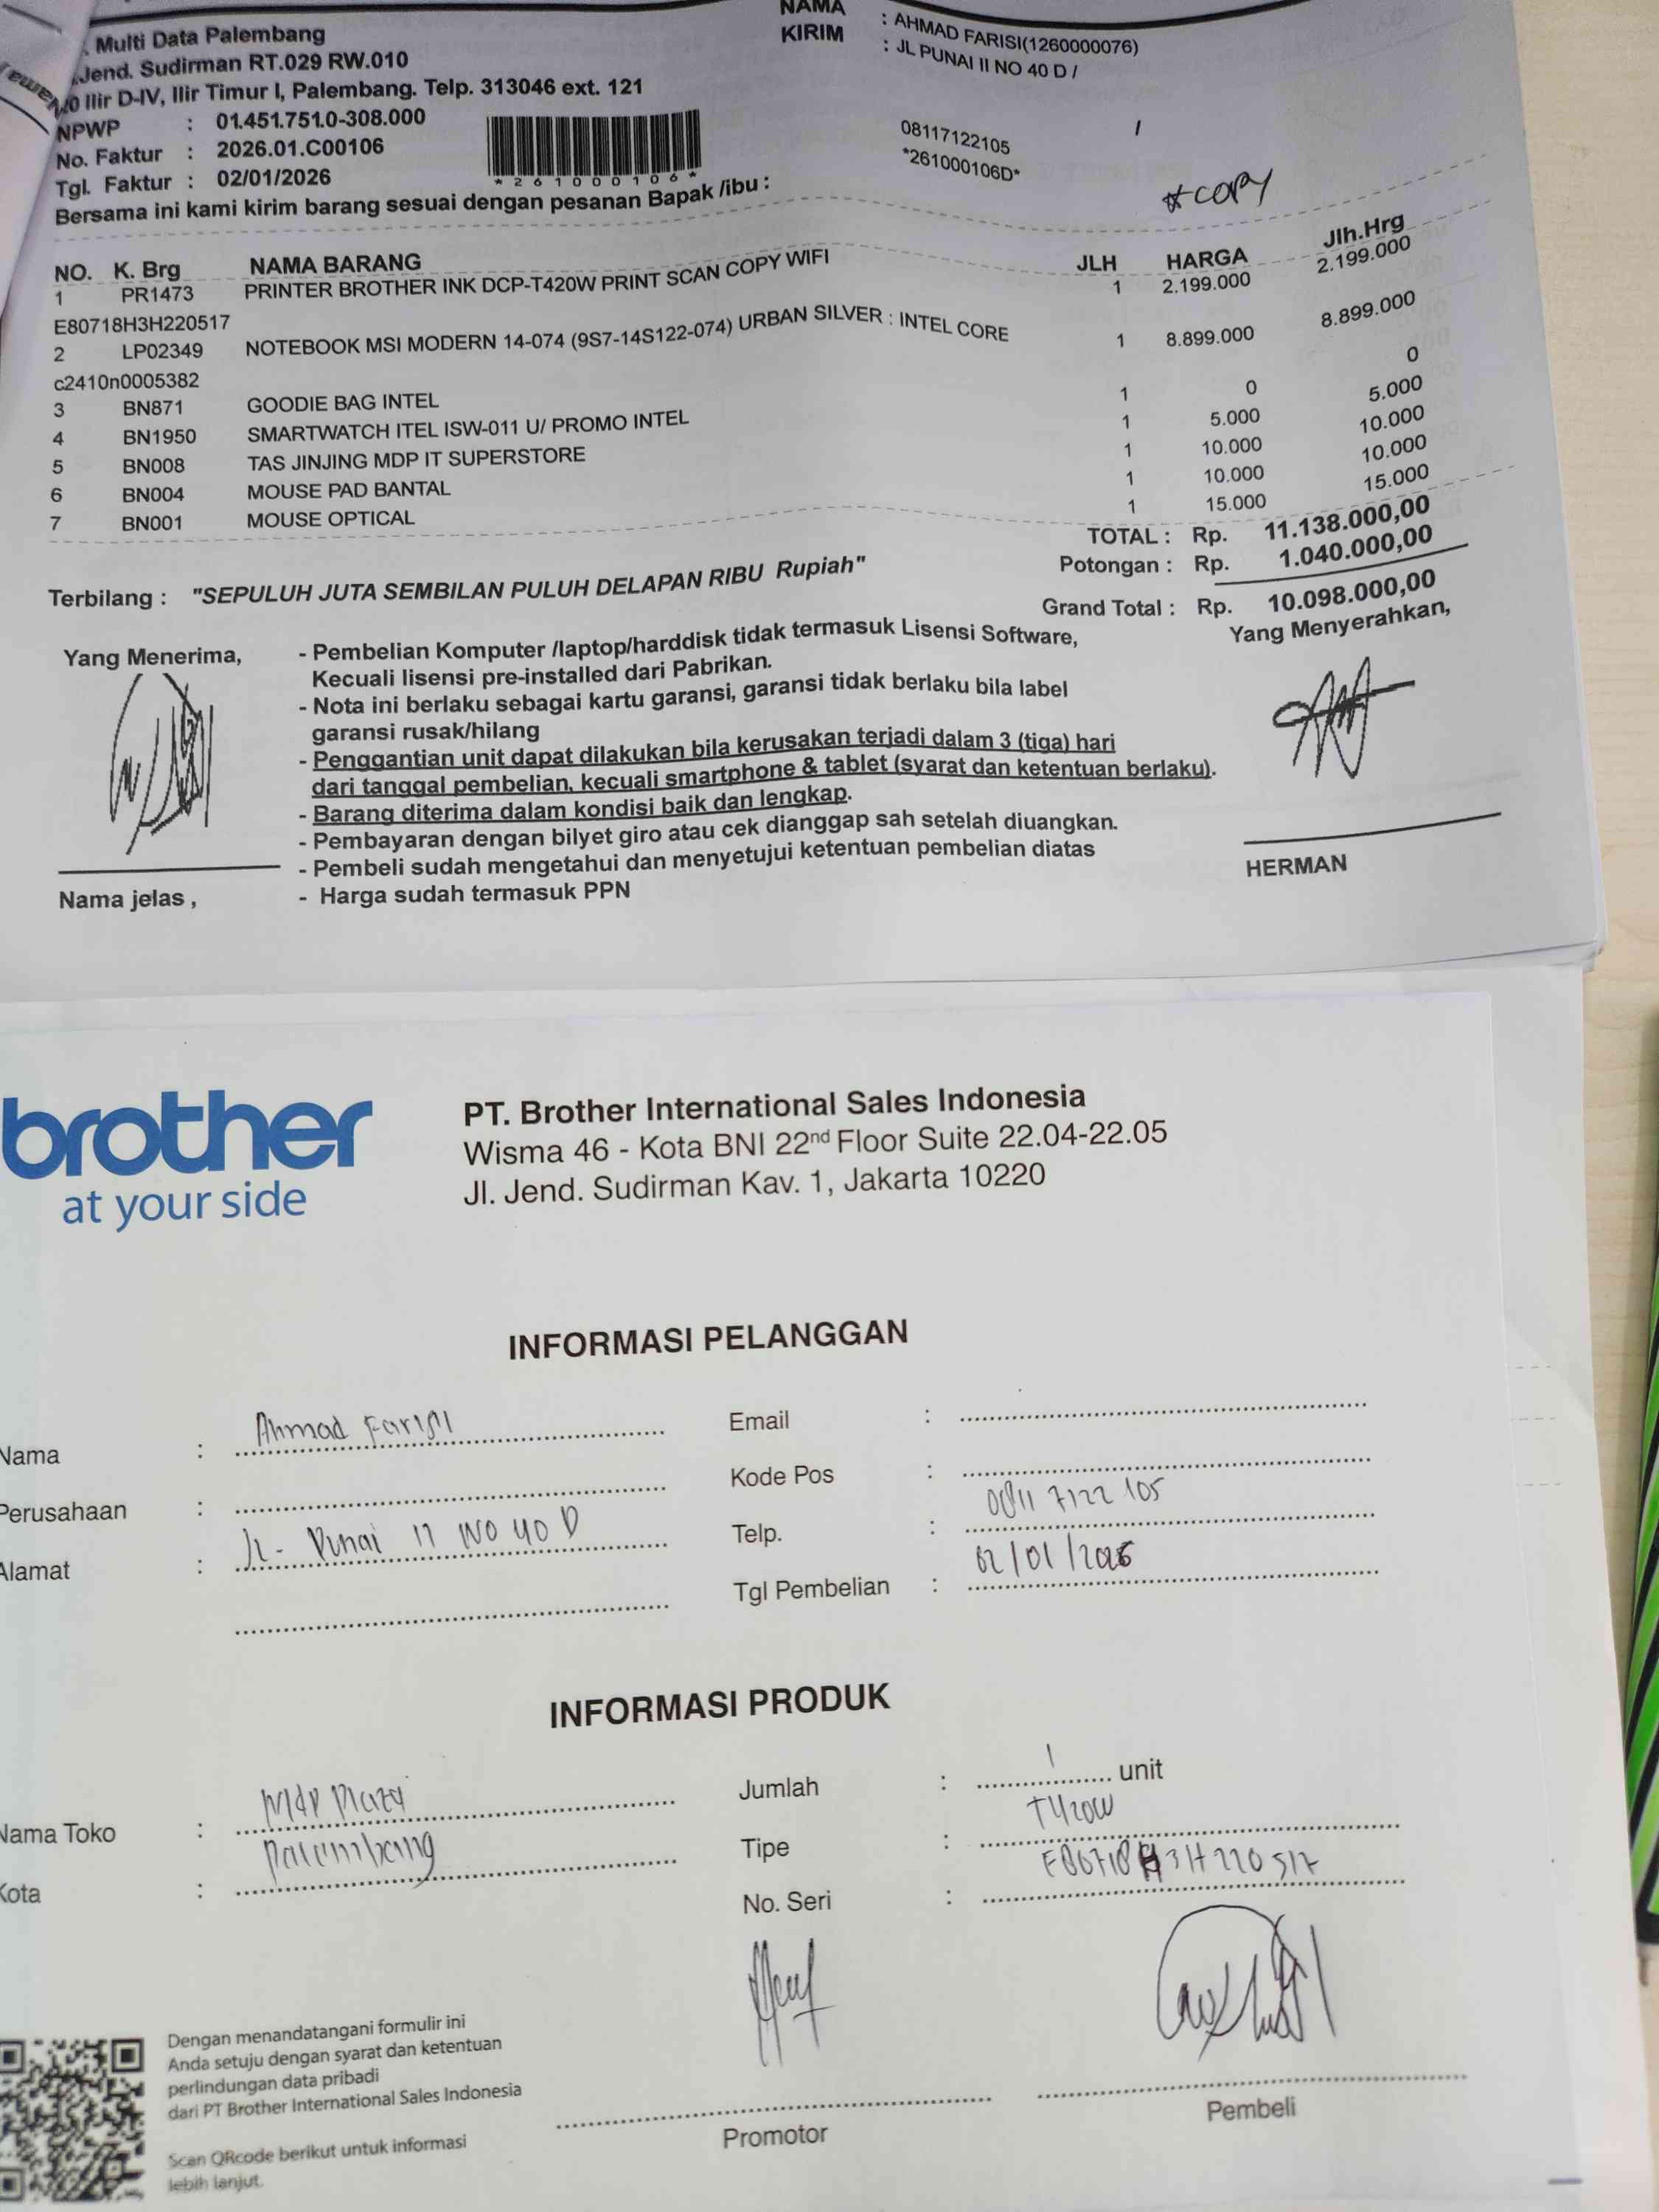 NAMA : AHMAD FARISI(1260000076)
KIRIM : JL PUNAI II NO 40 D /
/
08117122105
*261000106D*
. Multi Data Palembang
Jend. Sudirman RT.029 RW.010
Ilir D-IV, Ilir Timur I, Palembang. Telp. 313046 ext. 121
NPWP : 01.451.751.0-308.000
No. Faktur : 2026.01.C00106
Tgl. Faktur : 02/01/2026
*261000106*
Bersama ini kami kirim barang sesuai dengan pesanan Bapak /ibu :
*copy
NO. K. Brg NAMA BARANG JLH HARGA Jlh.Hrg
1 PR1473 PRINTER BROTHER INK DCP-T420W PRINT SCAN COPY WIFI 1 2.199.000 2.199.000
E80718H3H220517
2 LP02349 NOTEBOOK MSI MODERN 14-074 (9S7-14S122-074) URBAN SILVER : INTEL CORE 1 8.899.000 8.899.000
c2410n0005382
3 BN871 GOODIE BAG INTEL 1 0 0
4 BN1950 SMARTWATCH ITEL ISW-011 U/ PROMO INTEL 1 5.000 5.000
5 BN008 TAS JINJING MDP IT SUPERSTORE 1 10.000 10.000
6 BN004 MOUSE PAD BANTAL 1 10.000 10.000
7 BN001 MOUSE OPTICAL 1 15.000 15.000
TOTAL : Rp. 11.138.000,00
Potongan : Rp. 1.040.000,00
Grand Total : Rp. 10.098.000,00
Terbilang : "SEPULUH JUTA SEMBILAN PULUH DELAPAN RIBU Rupiah"
Yang Menerima,
Yang Menyerahkan,
- Pembelian Komputer /laptop/harddisk tidak termasuk Lisensi Software,
Kecuali lisensi pre-installed dari Pabrikan.
- Nota ini berlaku sebagai kartu garansi, garansi tidak berlaku bila label
garansi rusak/hilang
- Penggantian unit dapat dilakukan bila kerusakan terjadi dalam 3 (tiga) hari
dari tanggal pembelian, kecuali smartphone & tablet (syarat dan ketentuan berlaku).
- Barang diterima dalam kondisi baik dan lengkap.
- Pembayaran dengan bilyet giro atau cek dianggap sah setelah diuangkan.
- Pembeli sudah mengetahui dan menyetujui ketentuan pembelian diatas
- Harga sudah termasuk PPN
Nama jelas ,
HERMAN
brother
at your side
PT. Brother International Sales Indonesia
Wisma 46 - Kota BNI 22nd Floor Suite 22.04-22.05
Jl. Jend. Sudirman Kav. 1, Jakarta 10220
INFORMASI PELANGGAN
Nama : Ahmad Farisi
Perusahaan :
Alamat : Jl- Punai 11 NO 40 D
Email :
Kode Pos :
Telp. : 0811 7122 105
Tgl Pembelian : 02/01/2026
INFORMASI PRODUK
Nama Toko : Mdp Plaza
Kota : Palembang
Jumlah : 1 unit
Tipe : T420W
No. Seri : E80718H3H220517
Dengan menandatangani formulir ini
Anda setuju dengan syarat dan ketentuan
perlindungan data pribadi
dari PT Brother International Sales Indonesia
Scan QRcode berikut untuk informasi
lebih lanjut.
Promotor
Pembeli